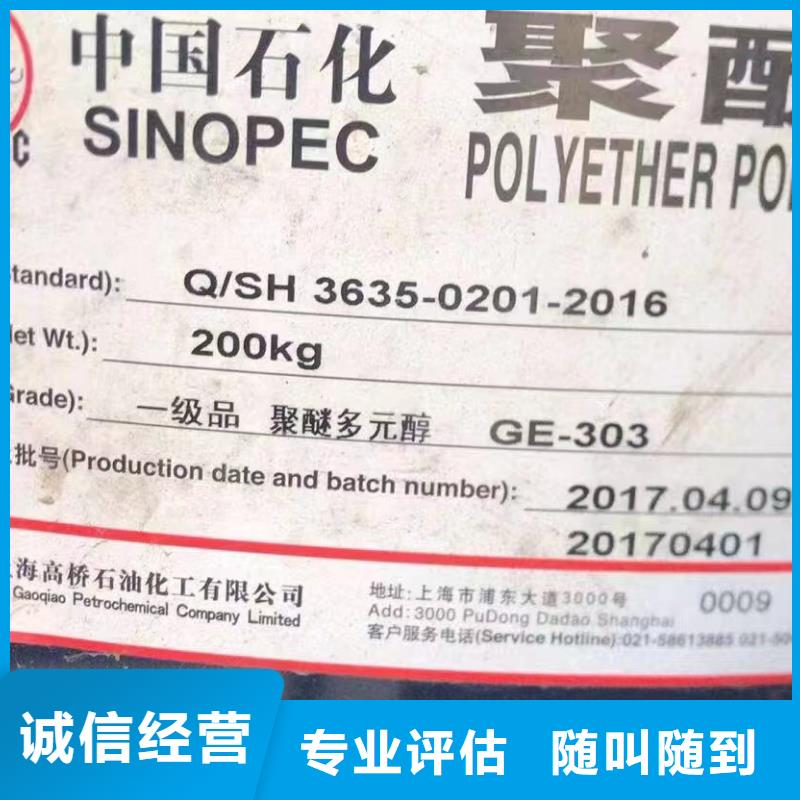 中国石化 聚
SINOPEC POLYETHER
C
tandard): Q/SH 3635-0201-2016
et Wt.): 200kg
rade): 一级品 聚醚多元醇 GE-303
批号(Production date and batch number): 2017.04.09
20170401
海高桥石油化工有限公司 地址:上海市浦东大道3000号 0009
Gaoqiao Petrochemical Company Limited Add:3000 PuDong Dadao Shanghai
客户服务电话(Service Hotline):021-58613885 021-
诚信经营 专业评估 随叫随到